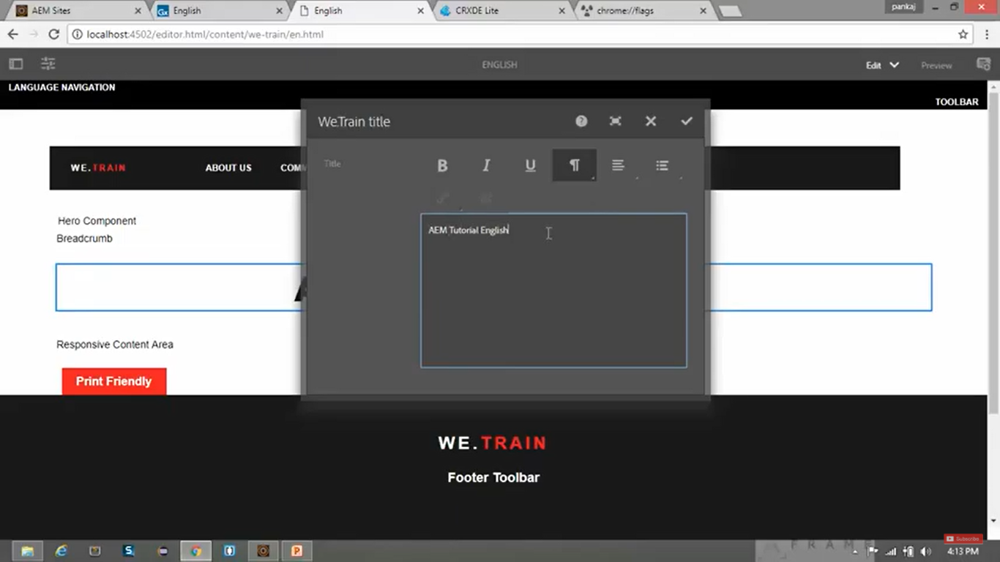 AEM Sites
English
English
CRXDE Lite
chrome://flags
pankaj
localhost:4502/editor.html/content/we-train/en.html
ENGLISH
Edit
Preview
LANGUAGE NAVIGATION
TOOLBAR
WE.TRAIN
ABOUT US
COM
WeTrain title
Title
B I U
AEM Tutorial English
Hero Component
Breadcrumb
A
Responsive Content Area
Print Friendly
WE.TRAIN
Footer Toolbar
Subscribe
FRAME
4:13 PM